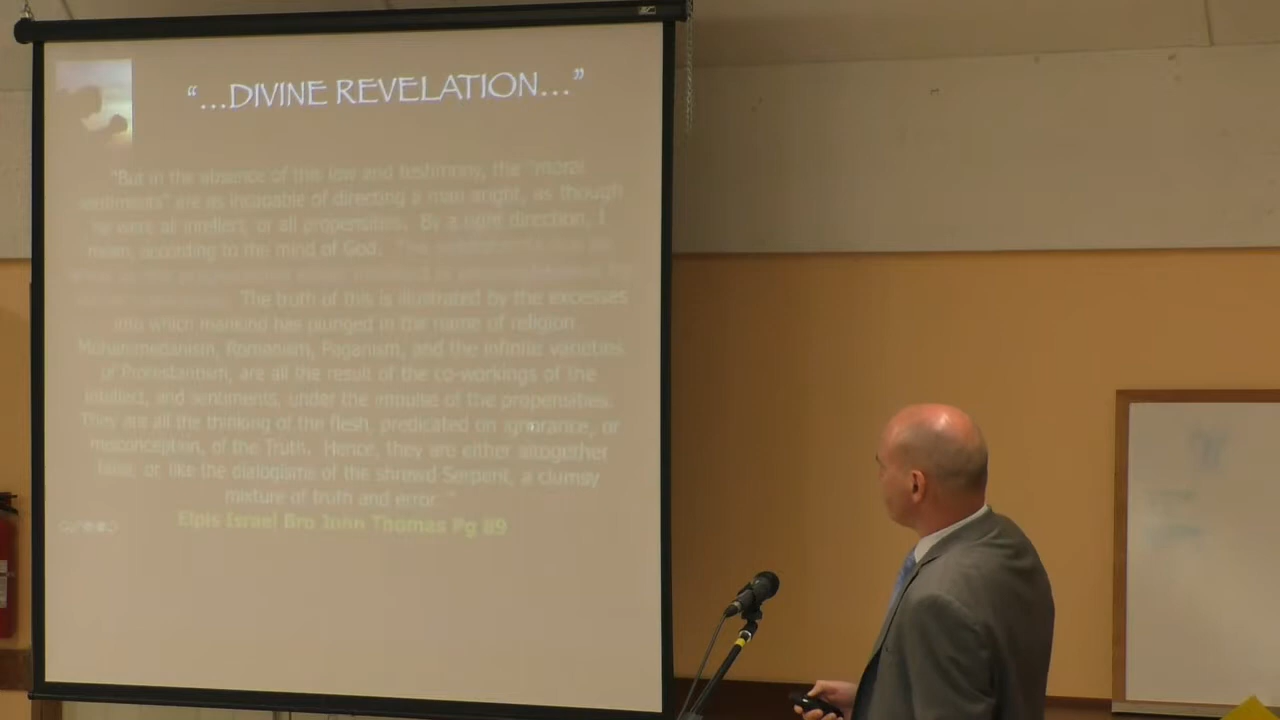 “…DIVINE REVELATION…”
"But in the absence of this law and testimony, the "moral
sentiments" are as incapable of directing a man aright, as though
he were all intellect, or all propensities. By a right direction, I
mean, according to the mind of God.
The truth of this is illustrated by the excesses
into which mankind has plunged in the name of religion
Mohammedanism, Romanism, Paganism, and the infinite varieties
of Protestantism, are all the result of the co-workings of the
intellect, and sentiments, under the impulse of the propensities.
They are all the thinking of the flesh, predicated on ignorance, or
misconception, of the Truth. Hence, they are either altogether
false, or like the dialogisms of the shrewd Serpent, a clumsy
mixture of truth and error."
Elpis Israel Bro John Thomas Pg 89